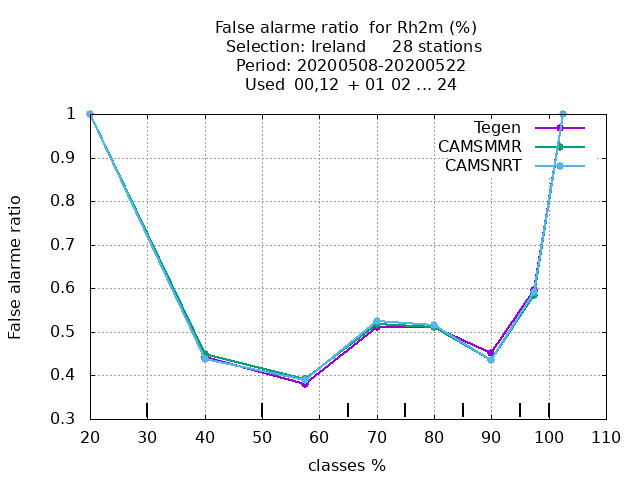 False alarme ratio  for Rh2m (%)
Selection: Ireland     28 stations
Period: 20200508-20200522
Used  00,12  + 01 02 ... 24
Tegen
CAMSMMR
CAMSNRT
False alarme ratio
1
0.9
0.8
0.7
0.6
0.5
0.4
0.3
20 30 40 50 60 70 80 90 100 110
classes %